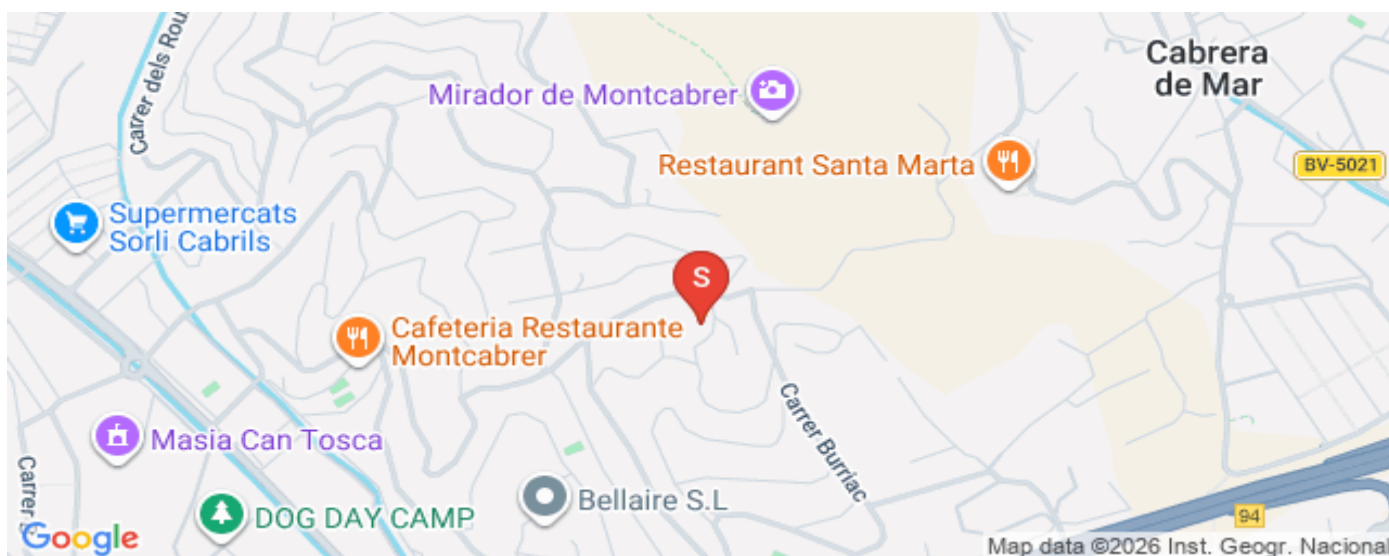 Cabrera
de Mar
Carrer dels Rou
Mirador de Montcabrer
Restaurant Santa Marta
BV-5021
Supermercats
Sorli Cabrils
S
Cafeteria Restaurante
Montcabrer
Carrer Burriac
Masia Can Tosca
Carrer
Bellaire S.L
DOG DAY CAMP
94
Google
Map data ©2026 Inst. Geogr. Nacional